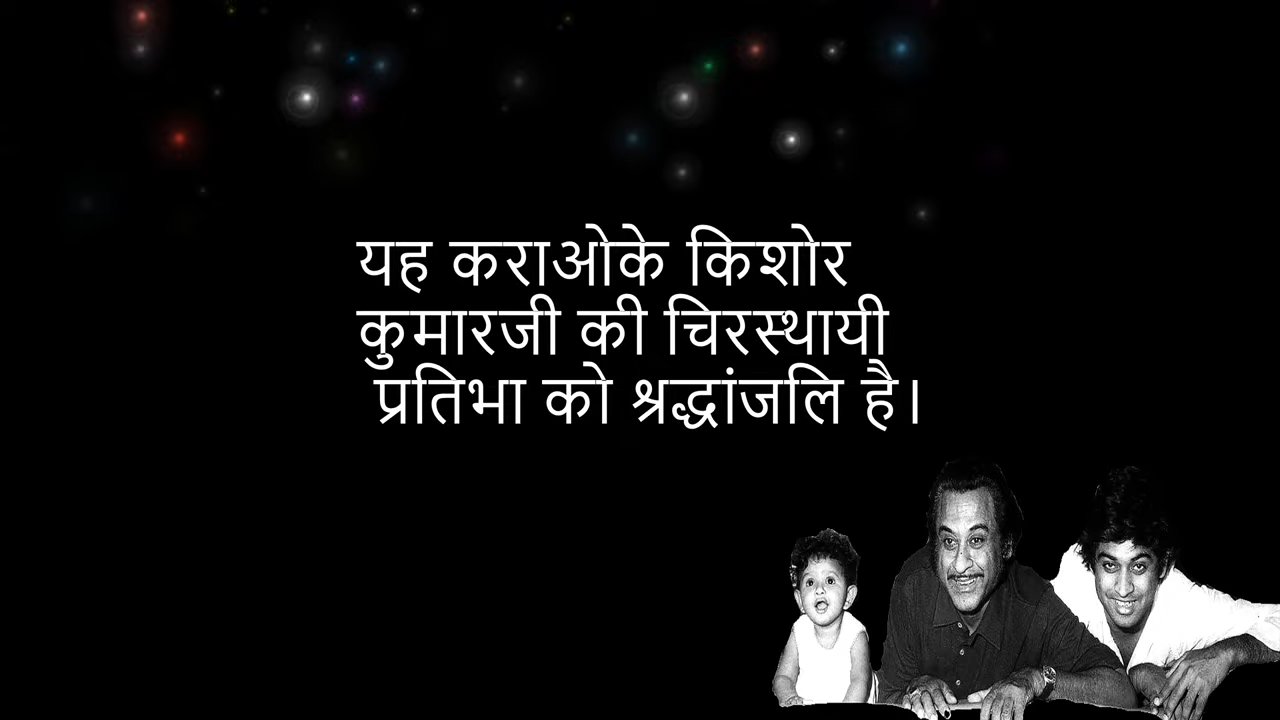 यह कराओके किशोर
कुमारजी की चिरस्थायी
प्रतिभा को श्रद्धांजलि है।